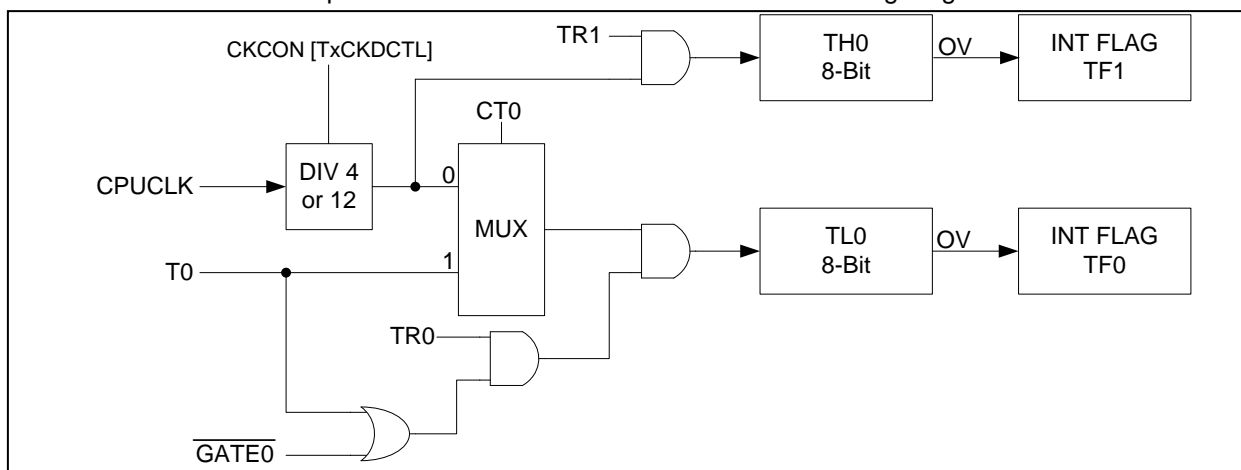 TR1
TH0
8-Bit
OV
INT FLAG
TF1
CKCON [TxCKDCTL]
CT0
CPUCLK
DIV 4
or 12
0
MUX
1
T0
TL0
8-Bit
OV
INT FLAG
TF0
TR0
GATE0